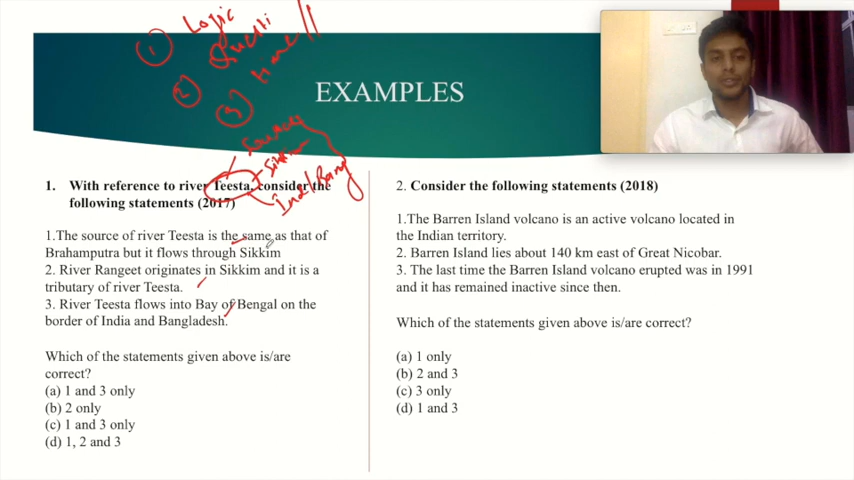 ① Logic
② Questi
③ time
EXAMPLES
Source
Sikkim
Ind/Bang
1. With reference to river Teesta, consider the
following statements (2017)
1.The source of river Teesta is the same as that of
Brahamputra but it flows through Sikkim
2. River Rangeet originates in Sikkim and it is a
tributary of river Teesta.
3. River Teesta flows into Bay of Bengal on the
border of India and Bangladesh.
Which of the statements given above is/are
correct?
(a) 1 and 3 only
(b) 2 only
(c) 1 and 3 only
(d) 1, 2 and 3
2. Consider the following statements (2018)
1.The Barren Island volcano is an active volcano located in
the Indian territory.
2. Barren Island lies about 140 km east of Great Nicobar.
3. The last time the Barren Island volcano erupted was in 1991
and it has remained inactive since then.
Which of the statements given above is/are correct?
(a) 1 only
(b) 2 and 3
(c) 3 only
(d) 1 and 3